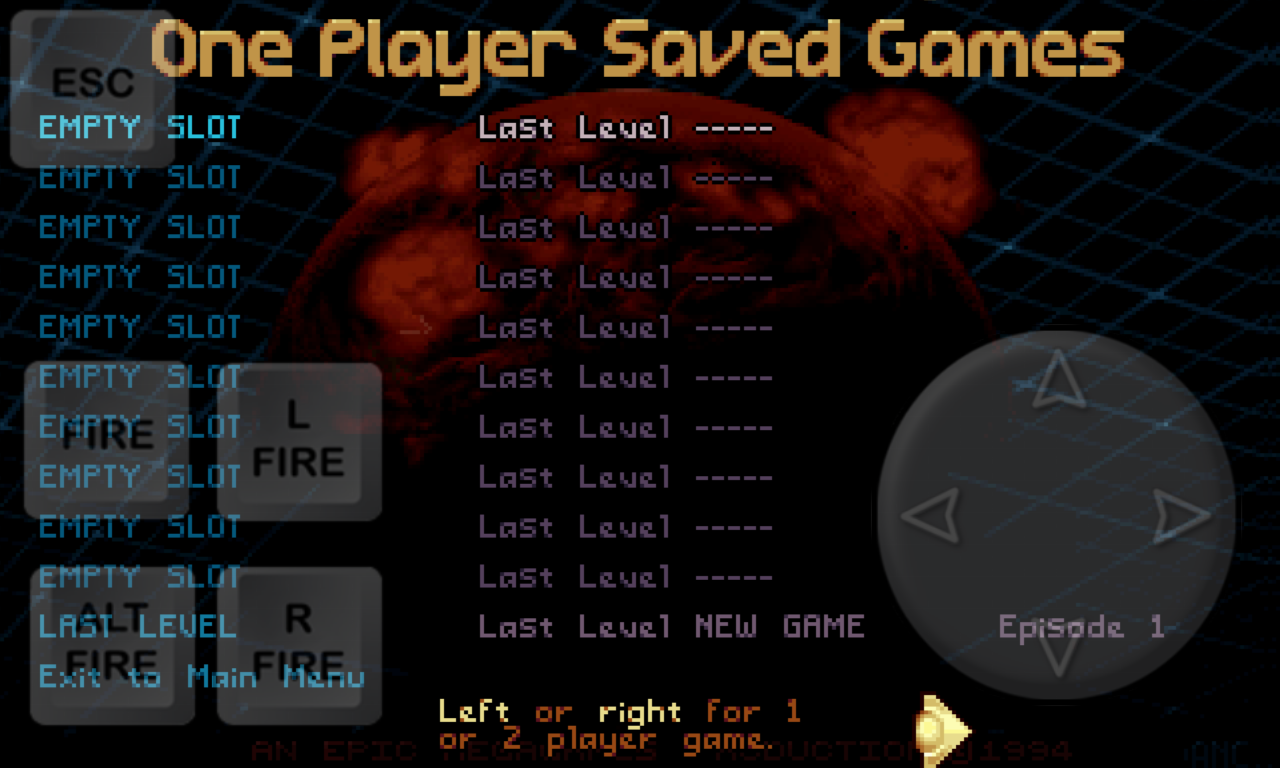 One Player Saved Games
ESC
EMPTY SLOT Last Level -----
EMPTY SLOT Last Level -----
EMPTY SLOT Last Level -----
EMPTY SLOT Last Level -----
EMPTY SLOT Last Level -----
EMPTY SLOT Last Level -----
EMPTY SLOT Last Level -----
EMPTY SLOT Last Level -----
EMPTY SLOT Last Level -----
EMPTY SLOT Last Level -----
LAST LEVEL Last Level NEW GAME Episode 1
Exit to Main Menu
FIRE
L
FIRE
ALT
FIRE
R
FIRE
Left or right for 1
or 2 player game.
AN EPIC MEGAGAMES PRODUCTION 1994